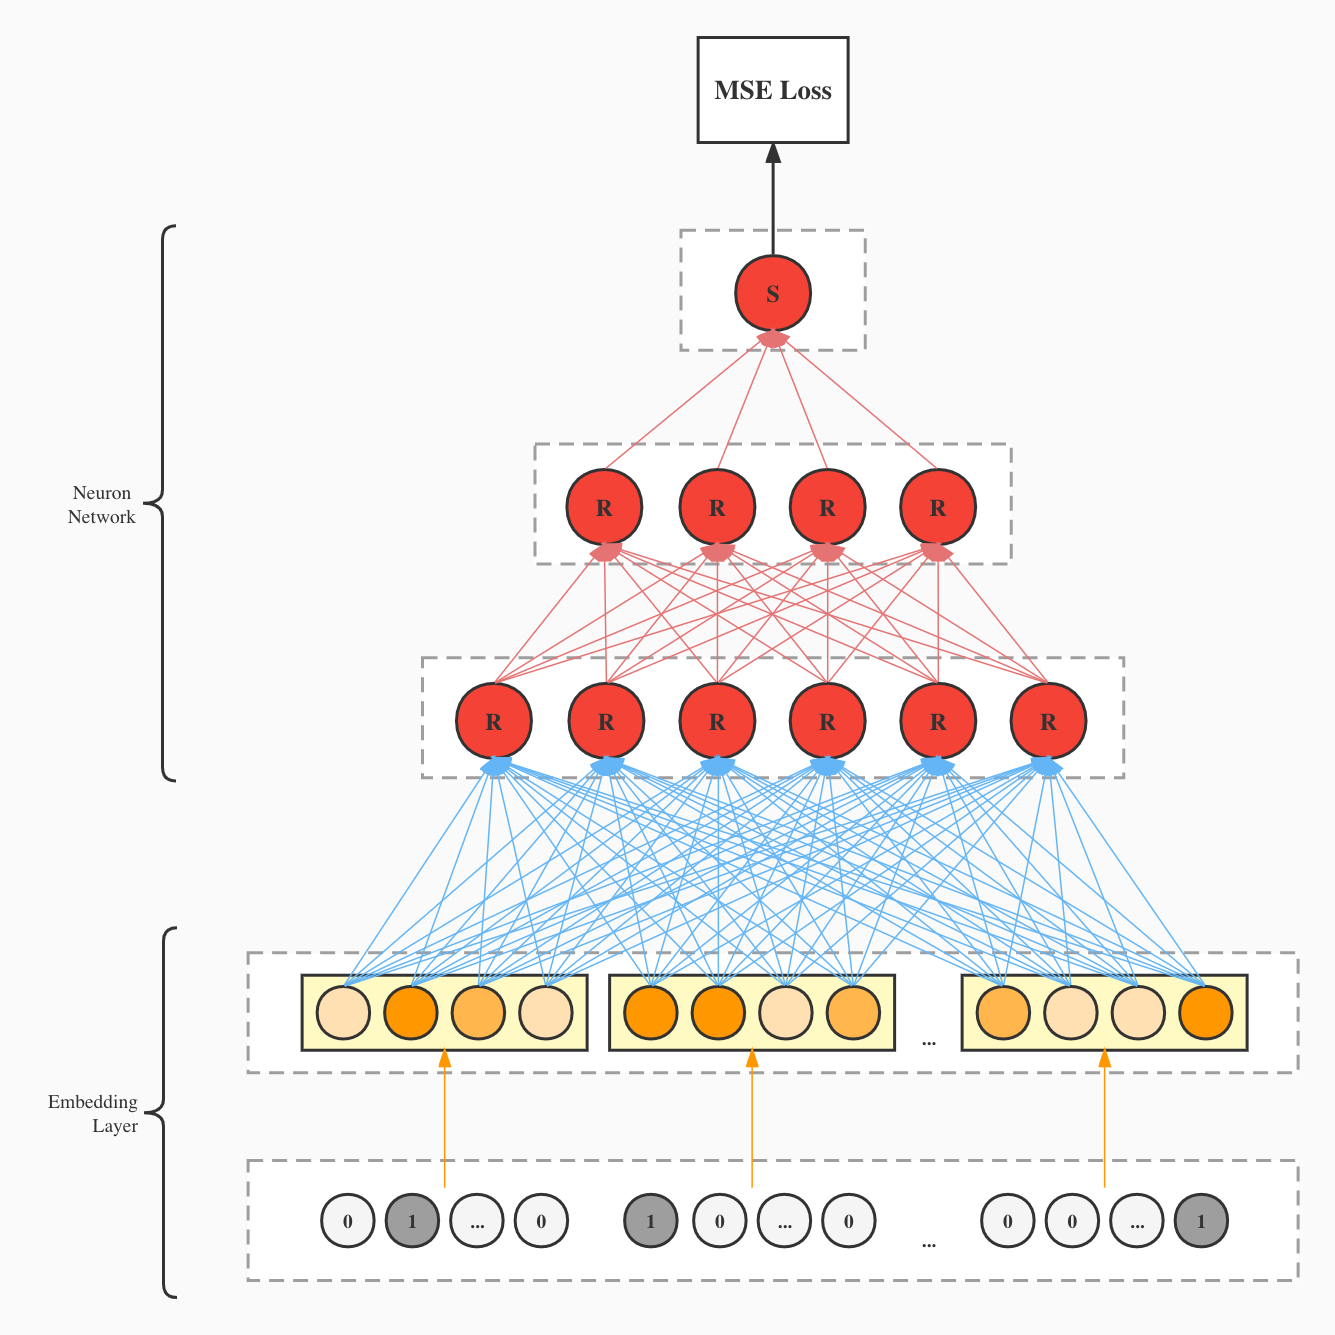 MSE Loss
S
R R R R
R R R R R R
Neuron
Network
...
Embedding
Layer
0 1 ... 0 1 0 ... 0 ... 0 0 ... 1